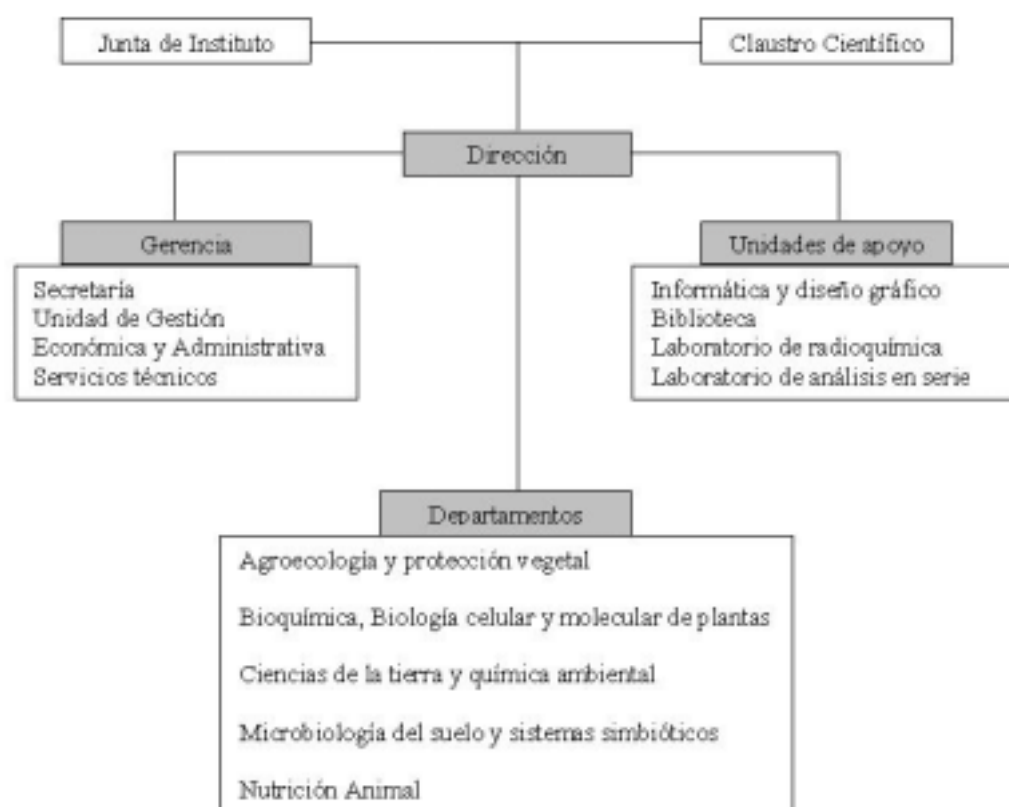 Junta de Instituto
Claustro Científico
Dirección
Gerencia
Secretaría
Unidad de Gestión
Económica y Administrativa
Servicios técnicos
Unidades de apoyo
Informática y diseño gráfico
Biblioteca
Laboratorio de radioquímica
Laboratorio de análisis en serie
Departamentos
Agroecología y protección vegetal
Bioquímica, Biología celular y molecular de plantas
Ciencias de la tierra y química ambiental
Microbiología del suelo y sistemas simbióticos
Nutrición Animal